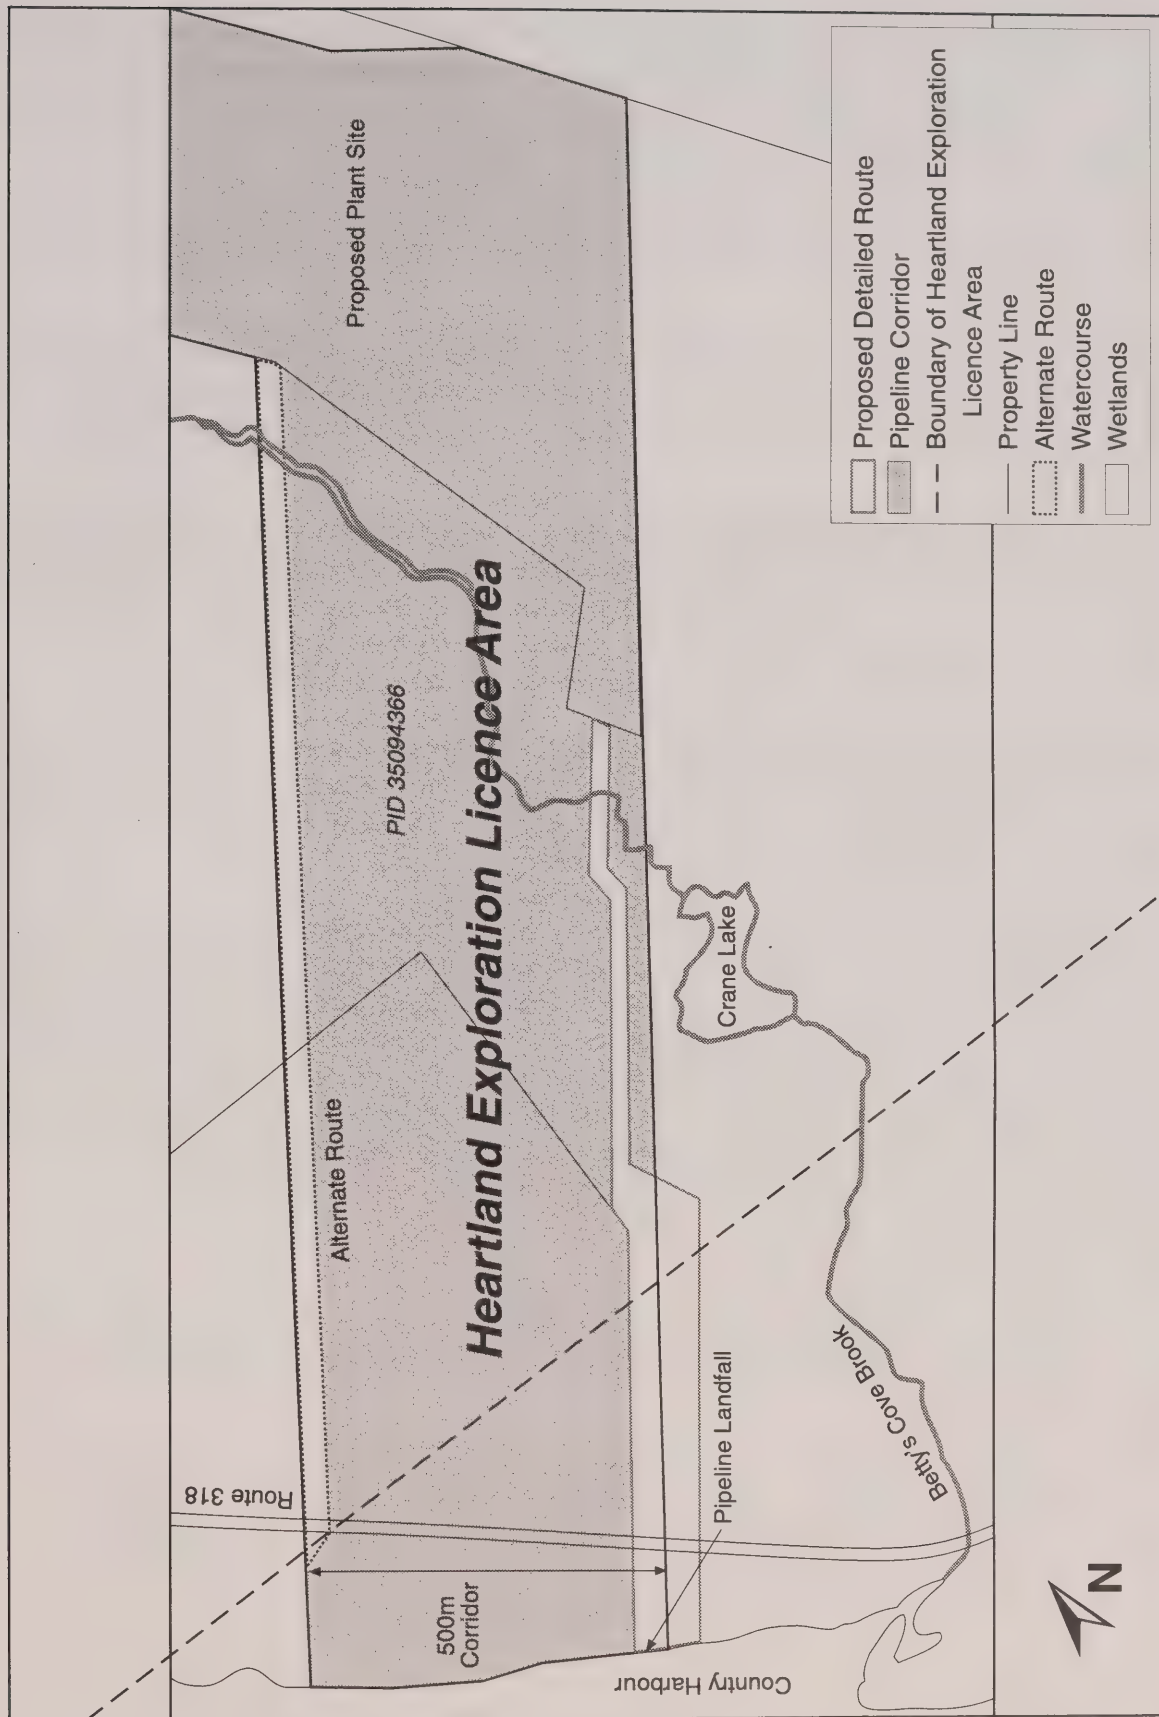 Proposed Plant Site
PID 35094366
Heartland Exploration Licence Area
Alternate Route
Route 318
500m
Corridor
Pipeline Landfall
Country Harbour
Crane Lake
Betty's Cove Brook
N
Proposed Detailed Route
Pipeline Corridor
Boundary of Heartland Exploration
Licence Area
Property Line
Alternate Route
Watercourse
Wetlands